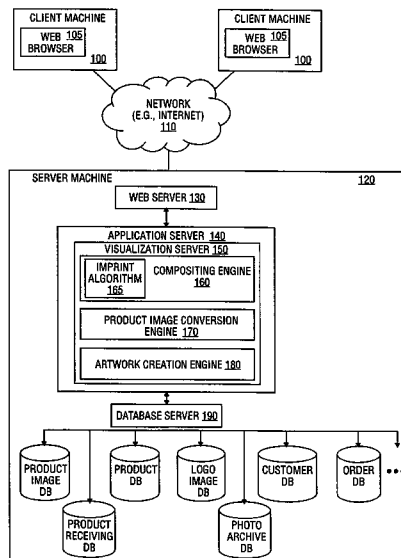 CLIENT MACHINE
WEB 105
BROWSER
100
CLIENT MACHINE
WEB 105
BROWSER
100
NETWORK
(E.G., INTERNET)
110
SERVER MACHINE
120
WEB SERVER 130
APPLICATION SERVER 140
VISUALIZATION SERVER 150
IMPRINT
ALGORITHM
165
COMPOSITING ENGINE
160
PRODUCT IMAGE CONVERSION
ENGINE 170
ARTWORK CREATION ENGINE 180
DATABASE SERVER 190
PRODUCT
IMAGE
DB
PRODUCT
DB
LOGO
IMAGE
DB
CUSTOMER
DB
ORDER
DB
PRODUCT
RECEIVING
DB
PHOTO
ARCHIVE
DB